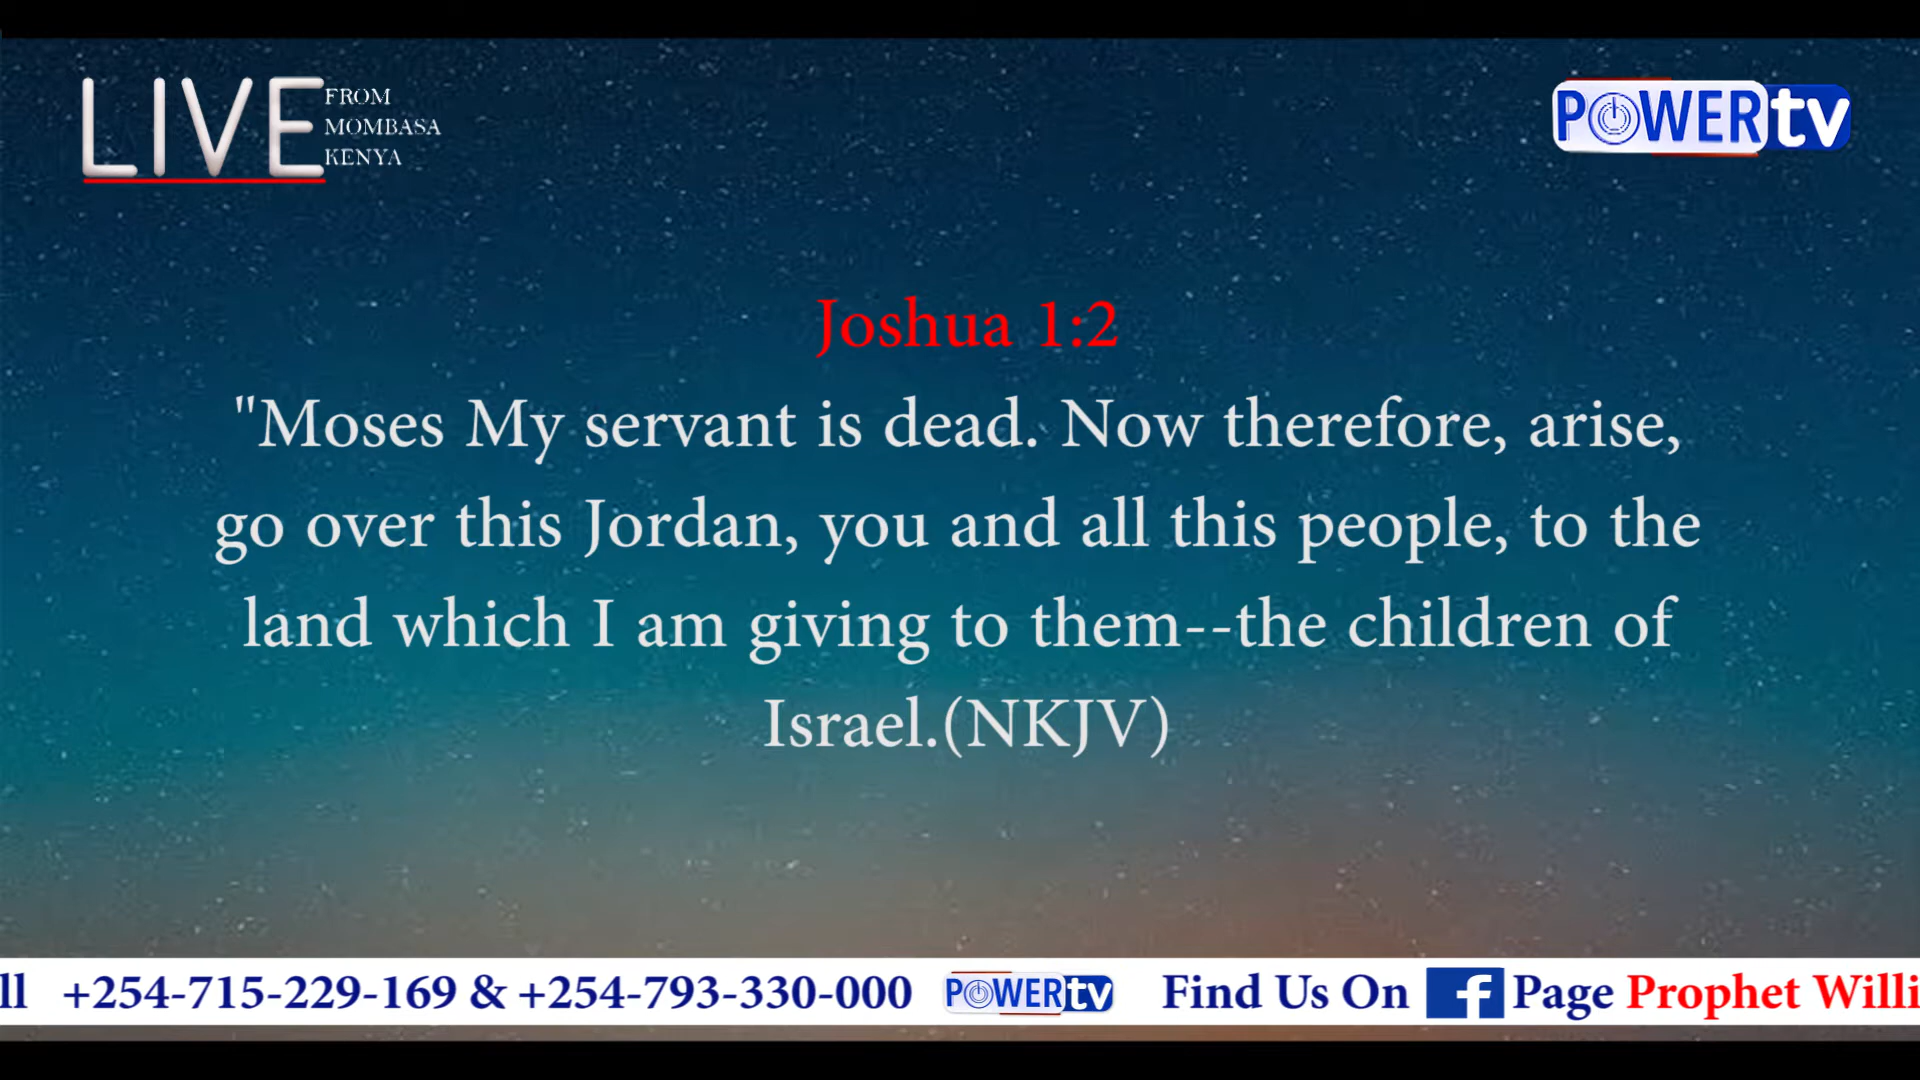 LIVE
FROM
MOMBASA
KENYA
POWERtv
Joshua 1:2
"Moses My servant is dead. Now therefore, arise,
go over this Jordan, you and all this people, to the
land which I am giving to them--the children of
Israel.(NKJV)
ll +254-715-229-169 & +254-793-330-000 POWERtv Find Us On f Page Prophet Willi